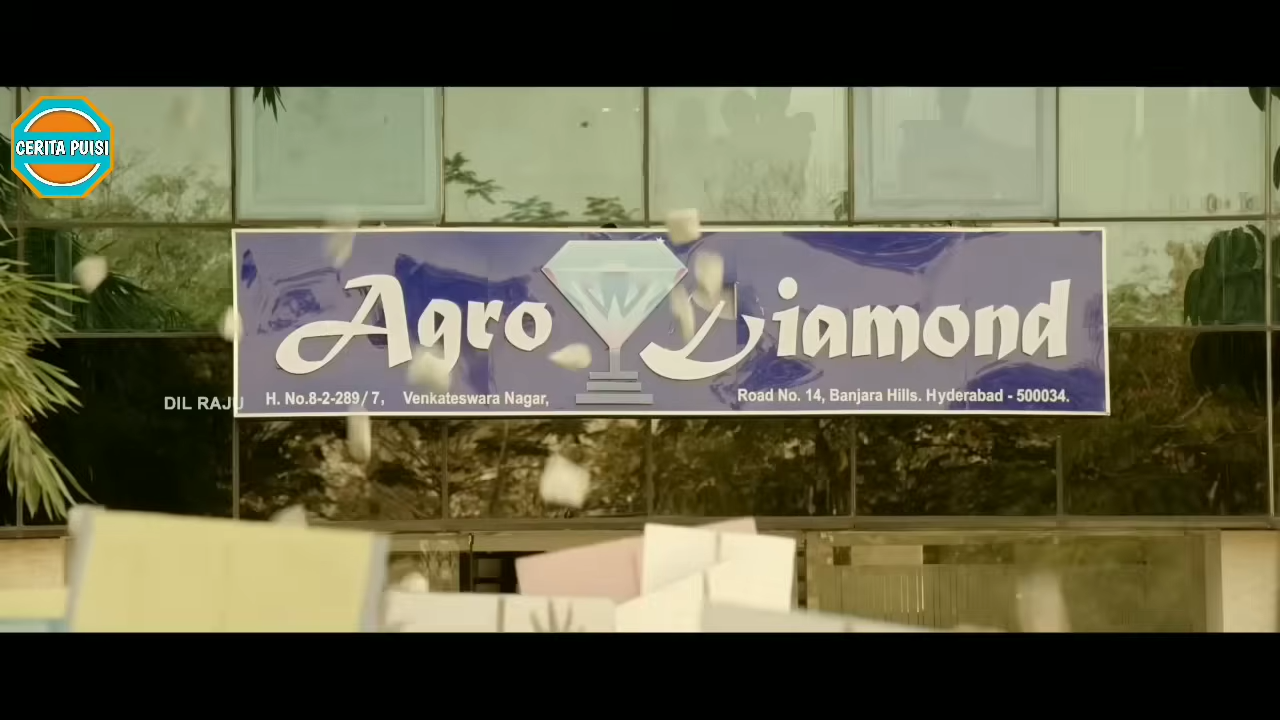 CERITA PUISI
Agro Diamond
DIL RAJU
H. No.8-2-289/ 7, Venkateswara Nagar,
Road No. 14, Banjara Hills. Hyderabad - 500034.